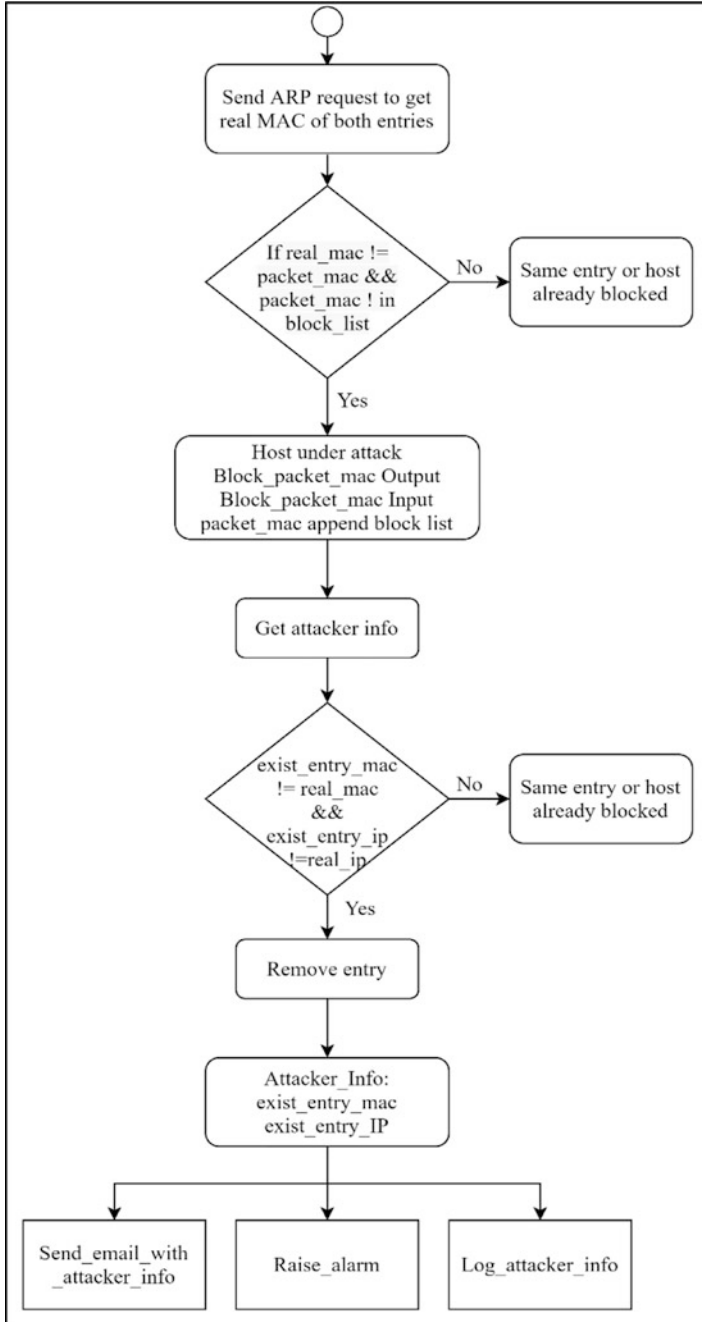 Send ARP request to get
real MAC of both entries
If real_mac !=
packet_mac &&
packet_mac ! in
block_list
No
Same entry or host
already blocked
Yes
Host under attack
Block_packet_mac Output
Block_packet_mac Input
packet_mac append block list
Get attacker info
exist_entry_mac
!= real_mac
&&
exist_entry_ip
!=real_ip
No
Same entry or host
already blocked
Yes
Remove entry
Attacker_Info:
exist_entry_mac
exist_entry_IP
Send_email_with
_attacker_info
Raise_alarm
Log_attacker_info